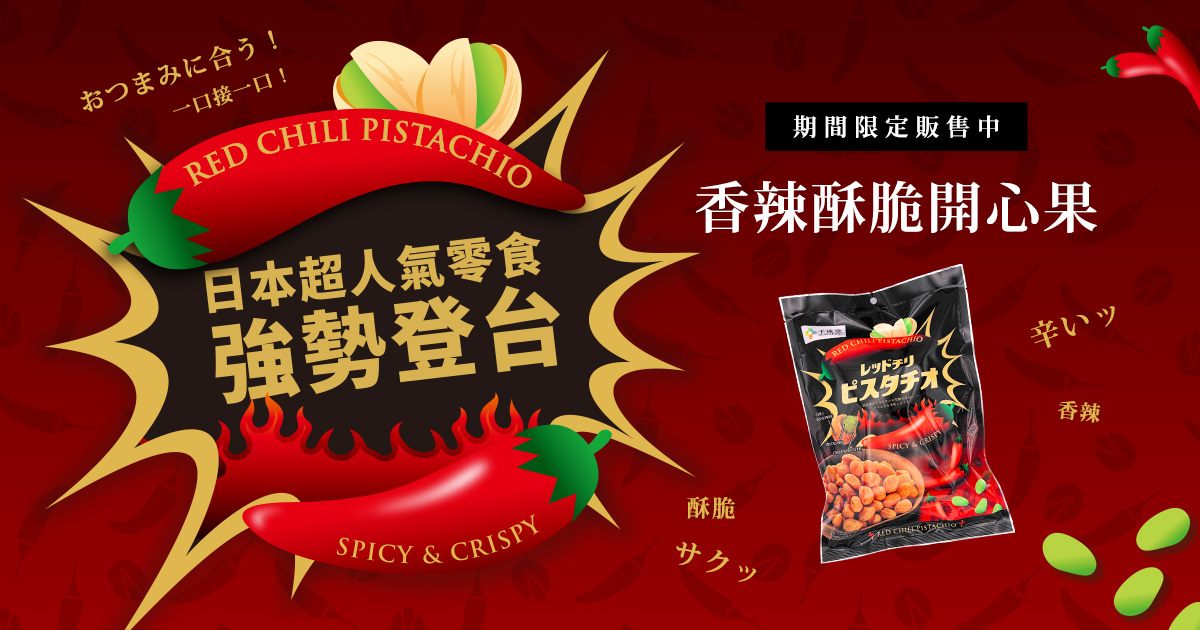 おつまみに合う！
一口接一口！
RED CHILI PISTACHIO
日本超人氣零食
強勢登台
SPICY & CRISPY
期間限定販售中
香辣酥脆開心果
RED CHILI PISTACHIO
レッドチリ
ピスタチオ
SPICY & CRISPY
RED CHILI PISTACHIO
辛いッ
香辣
酥脆
サクッ